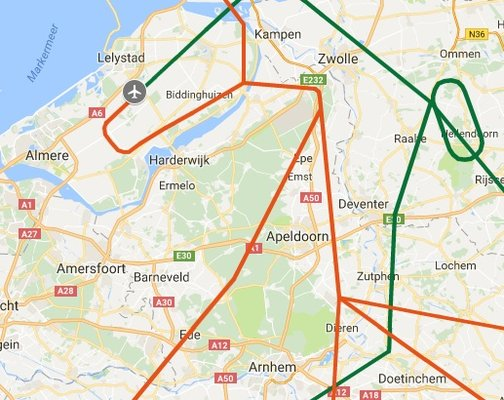 Kampen
N36
Markermeer
Ommen
Lelystad
Zwolle
E232
A6
Biddinghuizen
Hellendoorn
Raalte
Almere
Harderwijk
Epe
Ermelo
Emst
Rijssen
A1
A50
Deventer
A27
E30
Apeldoorn
A1
E30
Amersfoort
Lochem
Barneveld
Zutphen
A28
A30
Dieren
Ede
A12
A12
Arnhem
A50
Doetinchem
A18